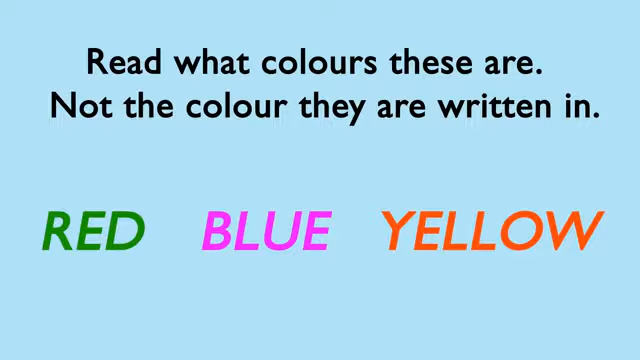 Read what colours these are.
Not the colour they are written in.
RED BLUE YELLOW